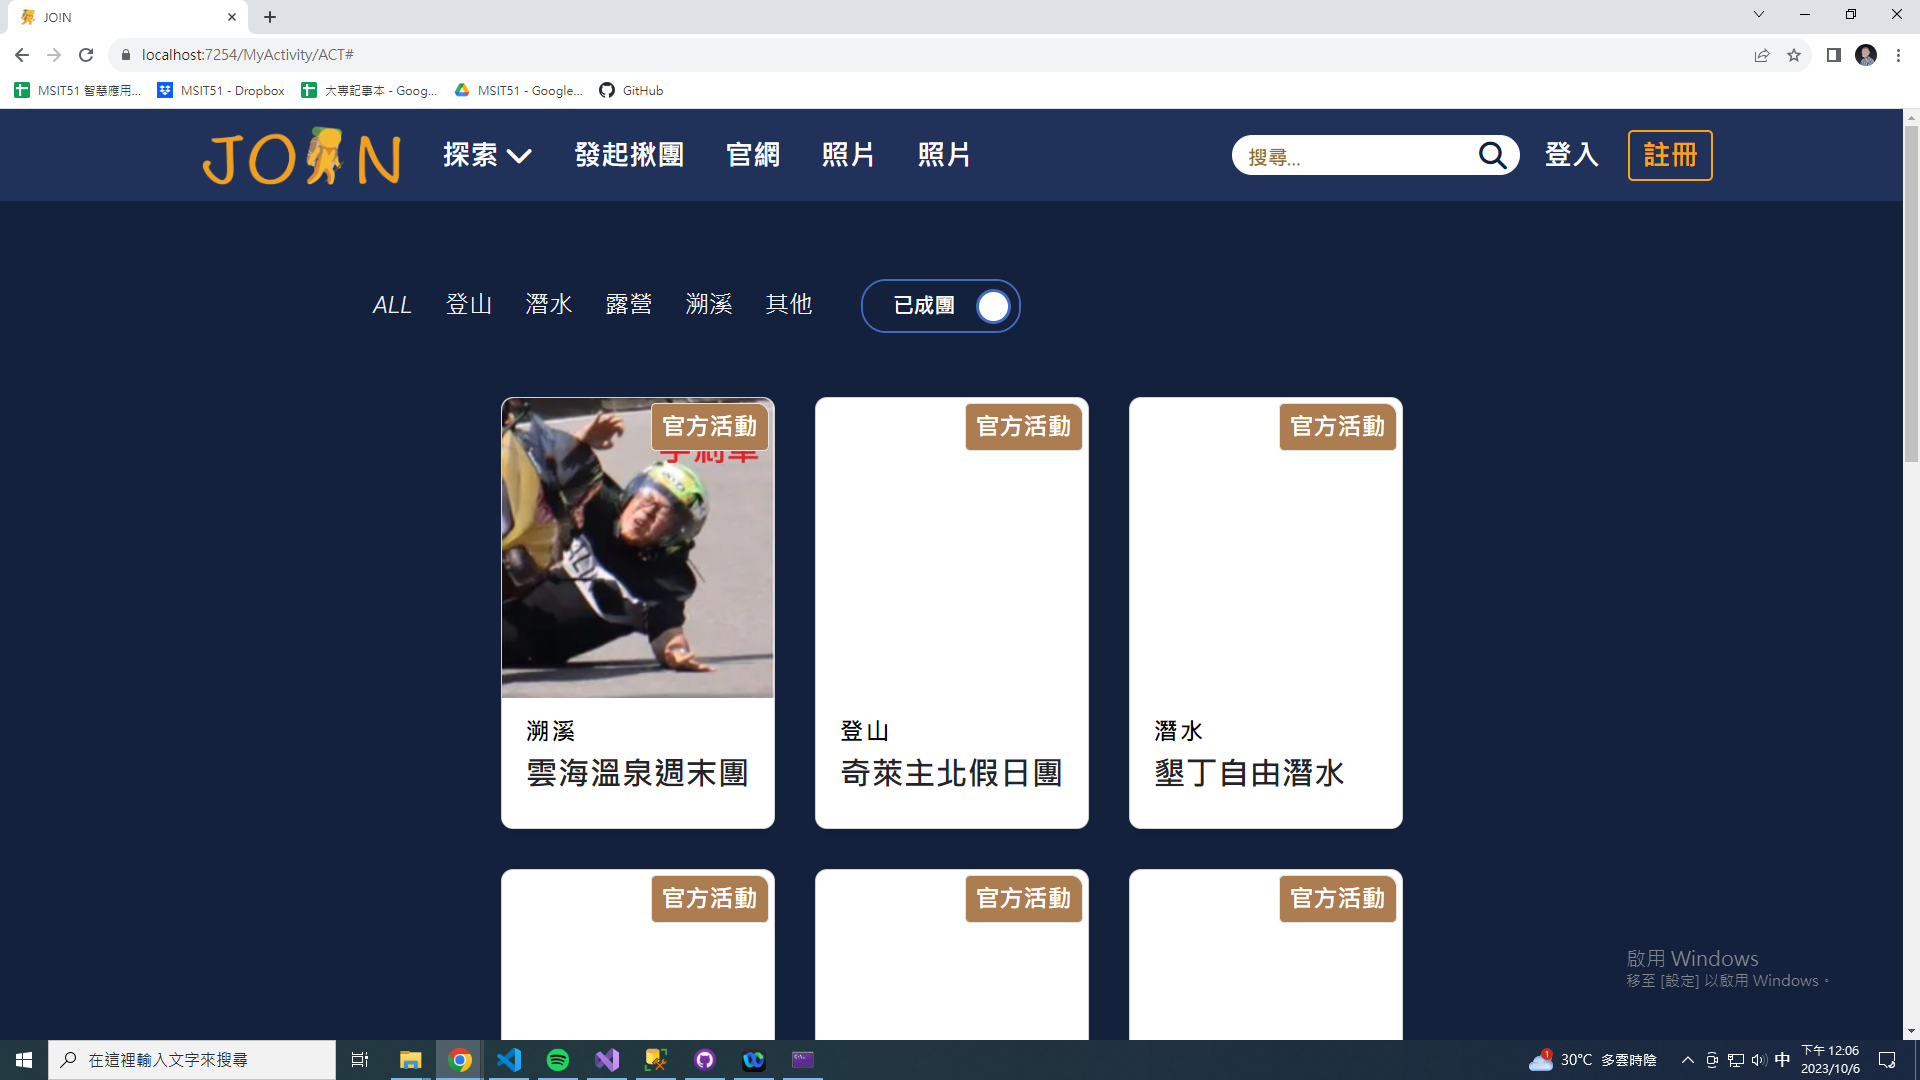 JO!N
localhost:7254/MyActivity/ACT#
MSIT51 智慧應用...
MSIT51 - Dropbox
大專記事本 - Goog...
MSIT51 - Google...
GitHub
JOIN
探索
發起揪團
官網
照片
照片
搜尋...
登入
註冊
ALL
登山
潛水
露營
溯溪
其他
已成團
官方活動
官方活動
官方活動
溯溪
雲海溫泉週末團
登山
奇萊主北假日團
潛水
墾丁自由潛水
官方活動
官方活動
官方活動
啟用 Windows
移至 [設定] 以啟用 Windows。
在這裡輸入文字來搜尋
1
30°C 多雲時陰
中
下午 12:06
2023/10/6